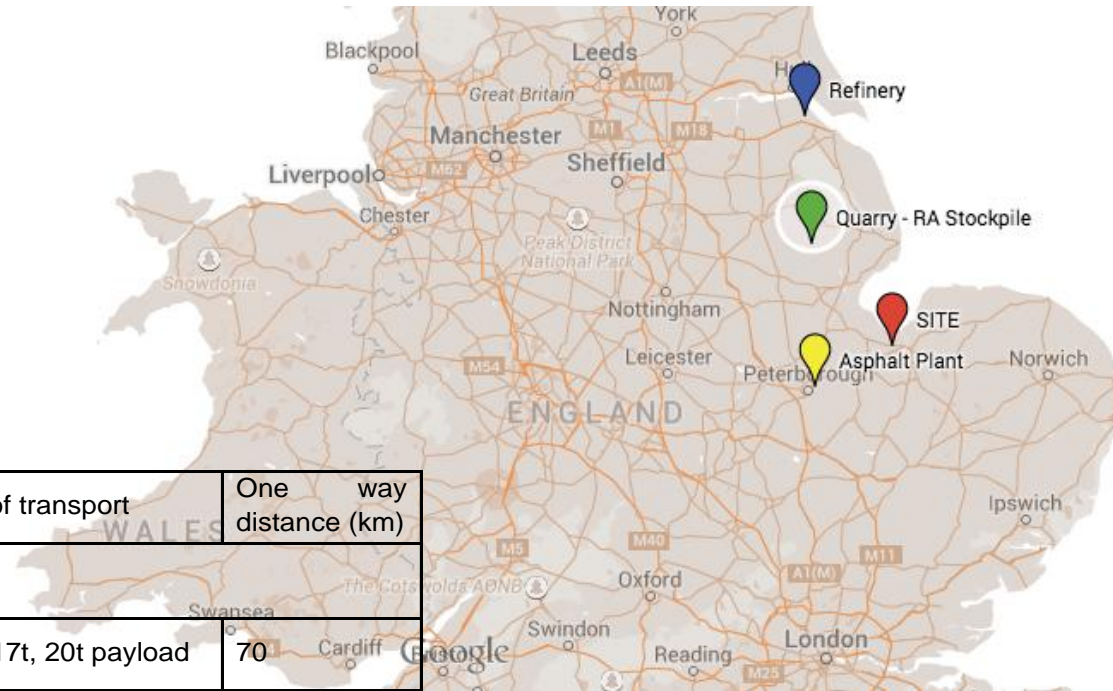 York
Blackpool
Leeds
A1(M)
Refinery
Great Britain
Manchester
M1
M18
Sheffield
Liverpool
M62
Chester
Quarry - RA Stockpile
Peak District
National Park
Snowdonia
Nottingham
SITE
Leicester
Asphalt Plant
Norwich
M54
Peterborough
ENGLAND
of transport
One way
distance (km)
WALES
Ipswich
M5
M40
M11
The Cotswolds AONB
Oxford
A1(M)
Swansea
17t, 20t payload
70
Cardiff
Google
Swindon
Reading
London
M25